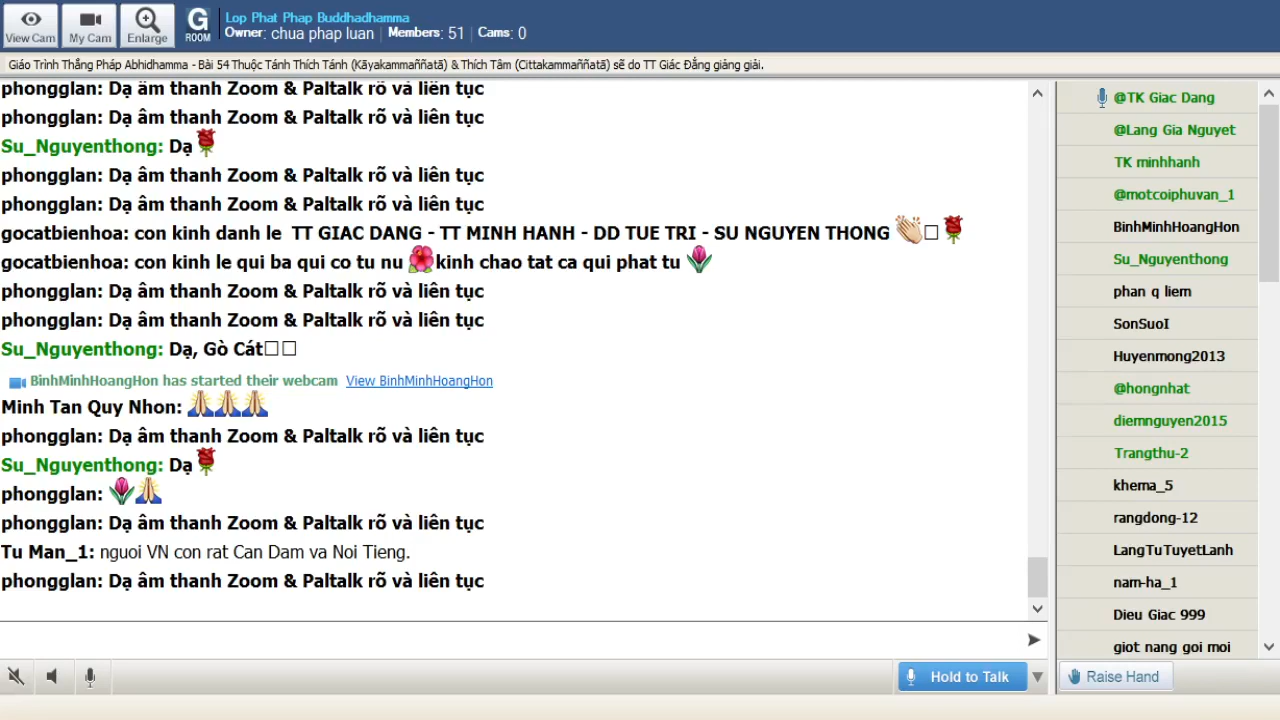 View Cam
My Cam
Enlarge
G ROOM
Lop Phat Phap Buddhadhamma
Owner: chua phap luan | Members: 51 | Cams: 0
Giáo Trình Thắng Pháp Abhidhamma - Bài 54 Thuộc Tánh Thích Tánh (Kāyakammaññatā) & Thích Tâm (Cittakammaññatā) sẽ do TT Giác Đẳng giảng giải.
phongglan: Dạ âm thanh Zoom & Paltalk rõ và liên tục
phongglan: Dạ âm thanh Zoom & Paltalk rõ và liên tục
Su_Nguyenthong: Dạ
phongglan: Dạ âm thanh Zoom & Paltalk rõ và liên tục
phongglan: Dạ âm thanh Zoom & Paltalk rõ và liên tục
gocatbienhoa: con kinh danh le TT GIAC DANG - TT MINH HANH - DD TUE TRI - SU NGUYEN THONG
gocatbienhoa: con kinh le qui ba qui co tu nu kinh chao tat ca qui phat tu
phongglan: Dạ âm thanh Zoom & Paltalk rõ và liên tục
phongglan: Dạ âm thanh Zoom & Paltalk rõ và liên tục
Su_Nguyenthong: Dạ, Gò Cát
BinhMinhHoangHon has started their webcam View BinhMinhHoangHon
Minh Tan Quy Nhon:
phongglan: Dạ âm thanh Zoom & Paltalk rõ và liên tục
Su_Nguyenthong: Dạ
phongglan:
phongglan: Dạ âm thanh Zoom & Paltalk rõ và liên tục
Tu Man_1: nguoi VN con rat Can Dam va Noi Tieng.
phongglan: Dạ âm thanh Zoom & Paltalk rõ và liên tục
Hold to Talk
@TK Giac Dang
@Lang Gia Nguyet
TK minhhanh
@motcoiphuvan_1
BinhMinhHoangHon
Su_Nguyenthong
phan q liem
SonSuoI
Huyenmong2013
@hongnhat
diemnguyen2015
Trangthu-2
khema_5
rangdong-12
LangTuTuyetLanh
nam-ha_1
Dieu Giac 999
giot nang goi moi
Raise Hand